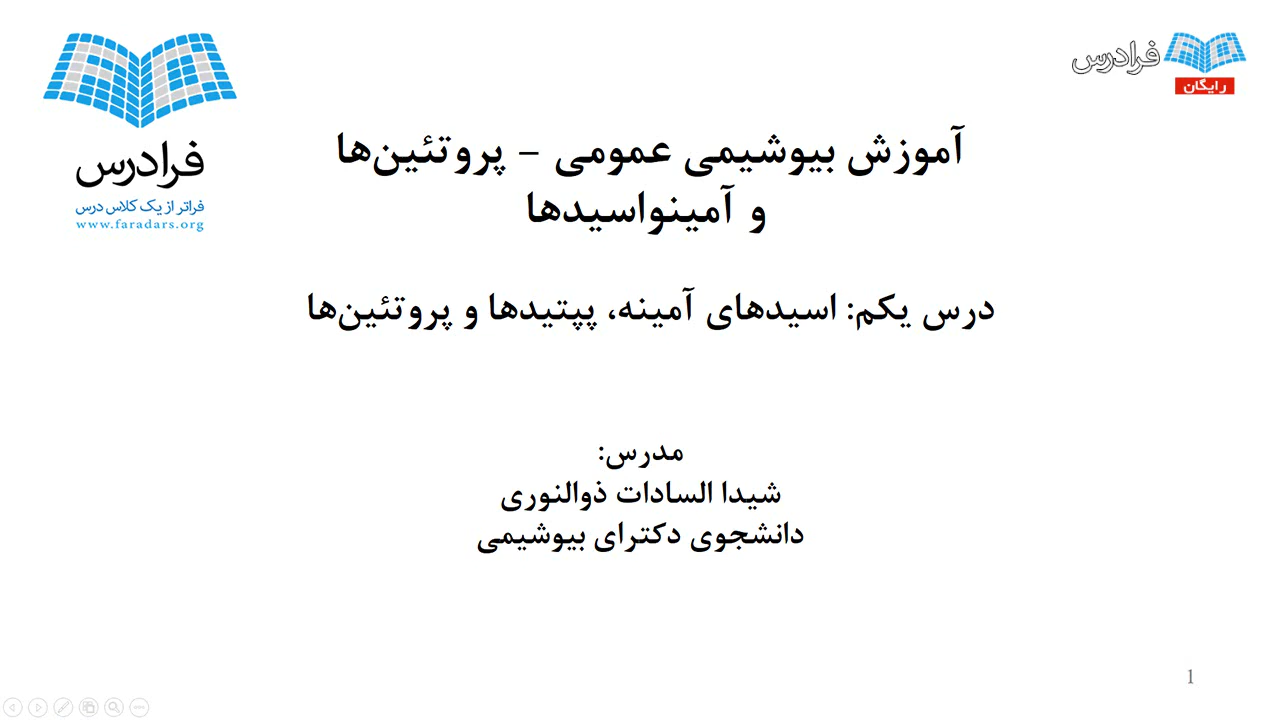 فرادرس
فراتر از یک کلاس درس
www.faradars.org
فرادرس
رایگان
آموزش بیوشیمی عمومی – پروتئین‌ها
و آمینواسیدها
درس یکم: اسیدهای آمینه، پپتیدها و پروتئین‌ها
مدرس:
شیدا السادات ذوالنوری
دانشجوی دکترای بیوشیمی
1